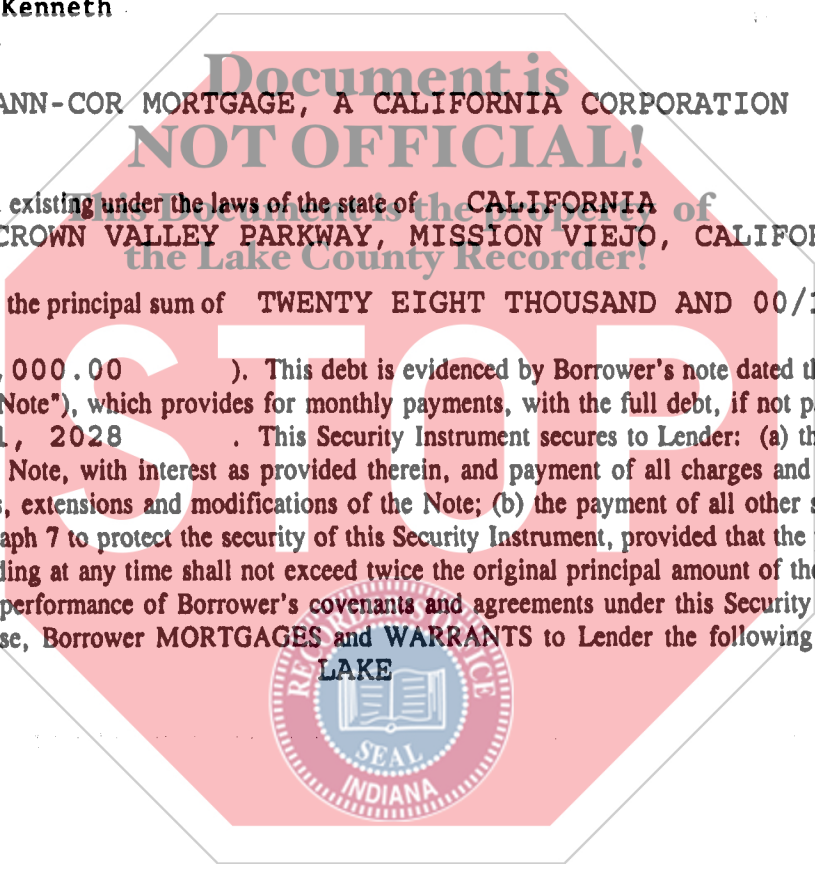 Kenneth
Document is
ANN-COR MORTGAGE, A CALIFORNIA CORPORATION
NOT OFFICIAL!
existing under the laws of the state of CALIFORNIA
This Document is the property of
CROWN VALLEY PARKWAY, MISSION VIEJO, CALIFOR
the Lake County Recorder!
the principal sum of TWENTY EIGHT THOUSAND AND 00/1
STOP
,000.00 ). This debt is evidenced by Borrower's note dated th
Note"), which provides for monthly payments, with the full debt, if not p
1, 2028 . This Security Instrument secures to Lender: (a) th
Note, with interest as provided therein, and payment of all charges and
s, extensions and modifications of the Note; (b) the payment of all other s
aph 7 to protect the security of this Security Instrument, provided that the
ding at any time shall not exceed twice the original principal amount of the
performance of Borrower's covenants and agreements under this Security
se, Borrower MORTGAGES and WARRANTS to Lender the following
LAKE
RECORDER'S OFFICE
SEAL
INDIANA